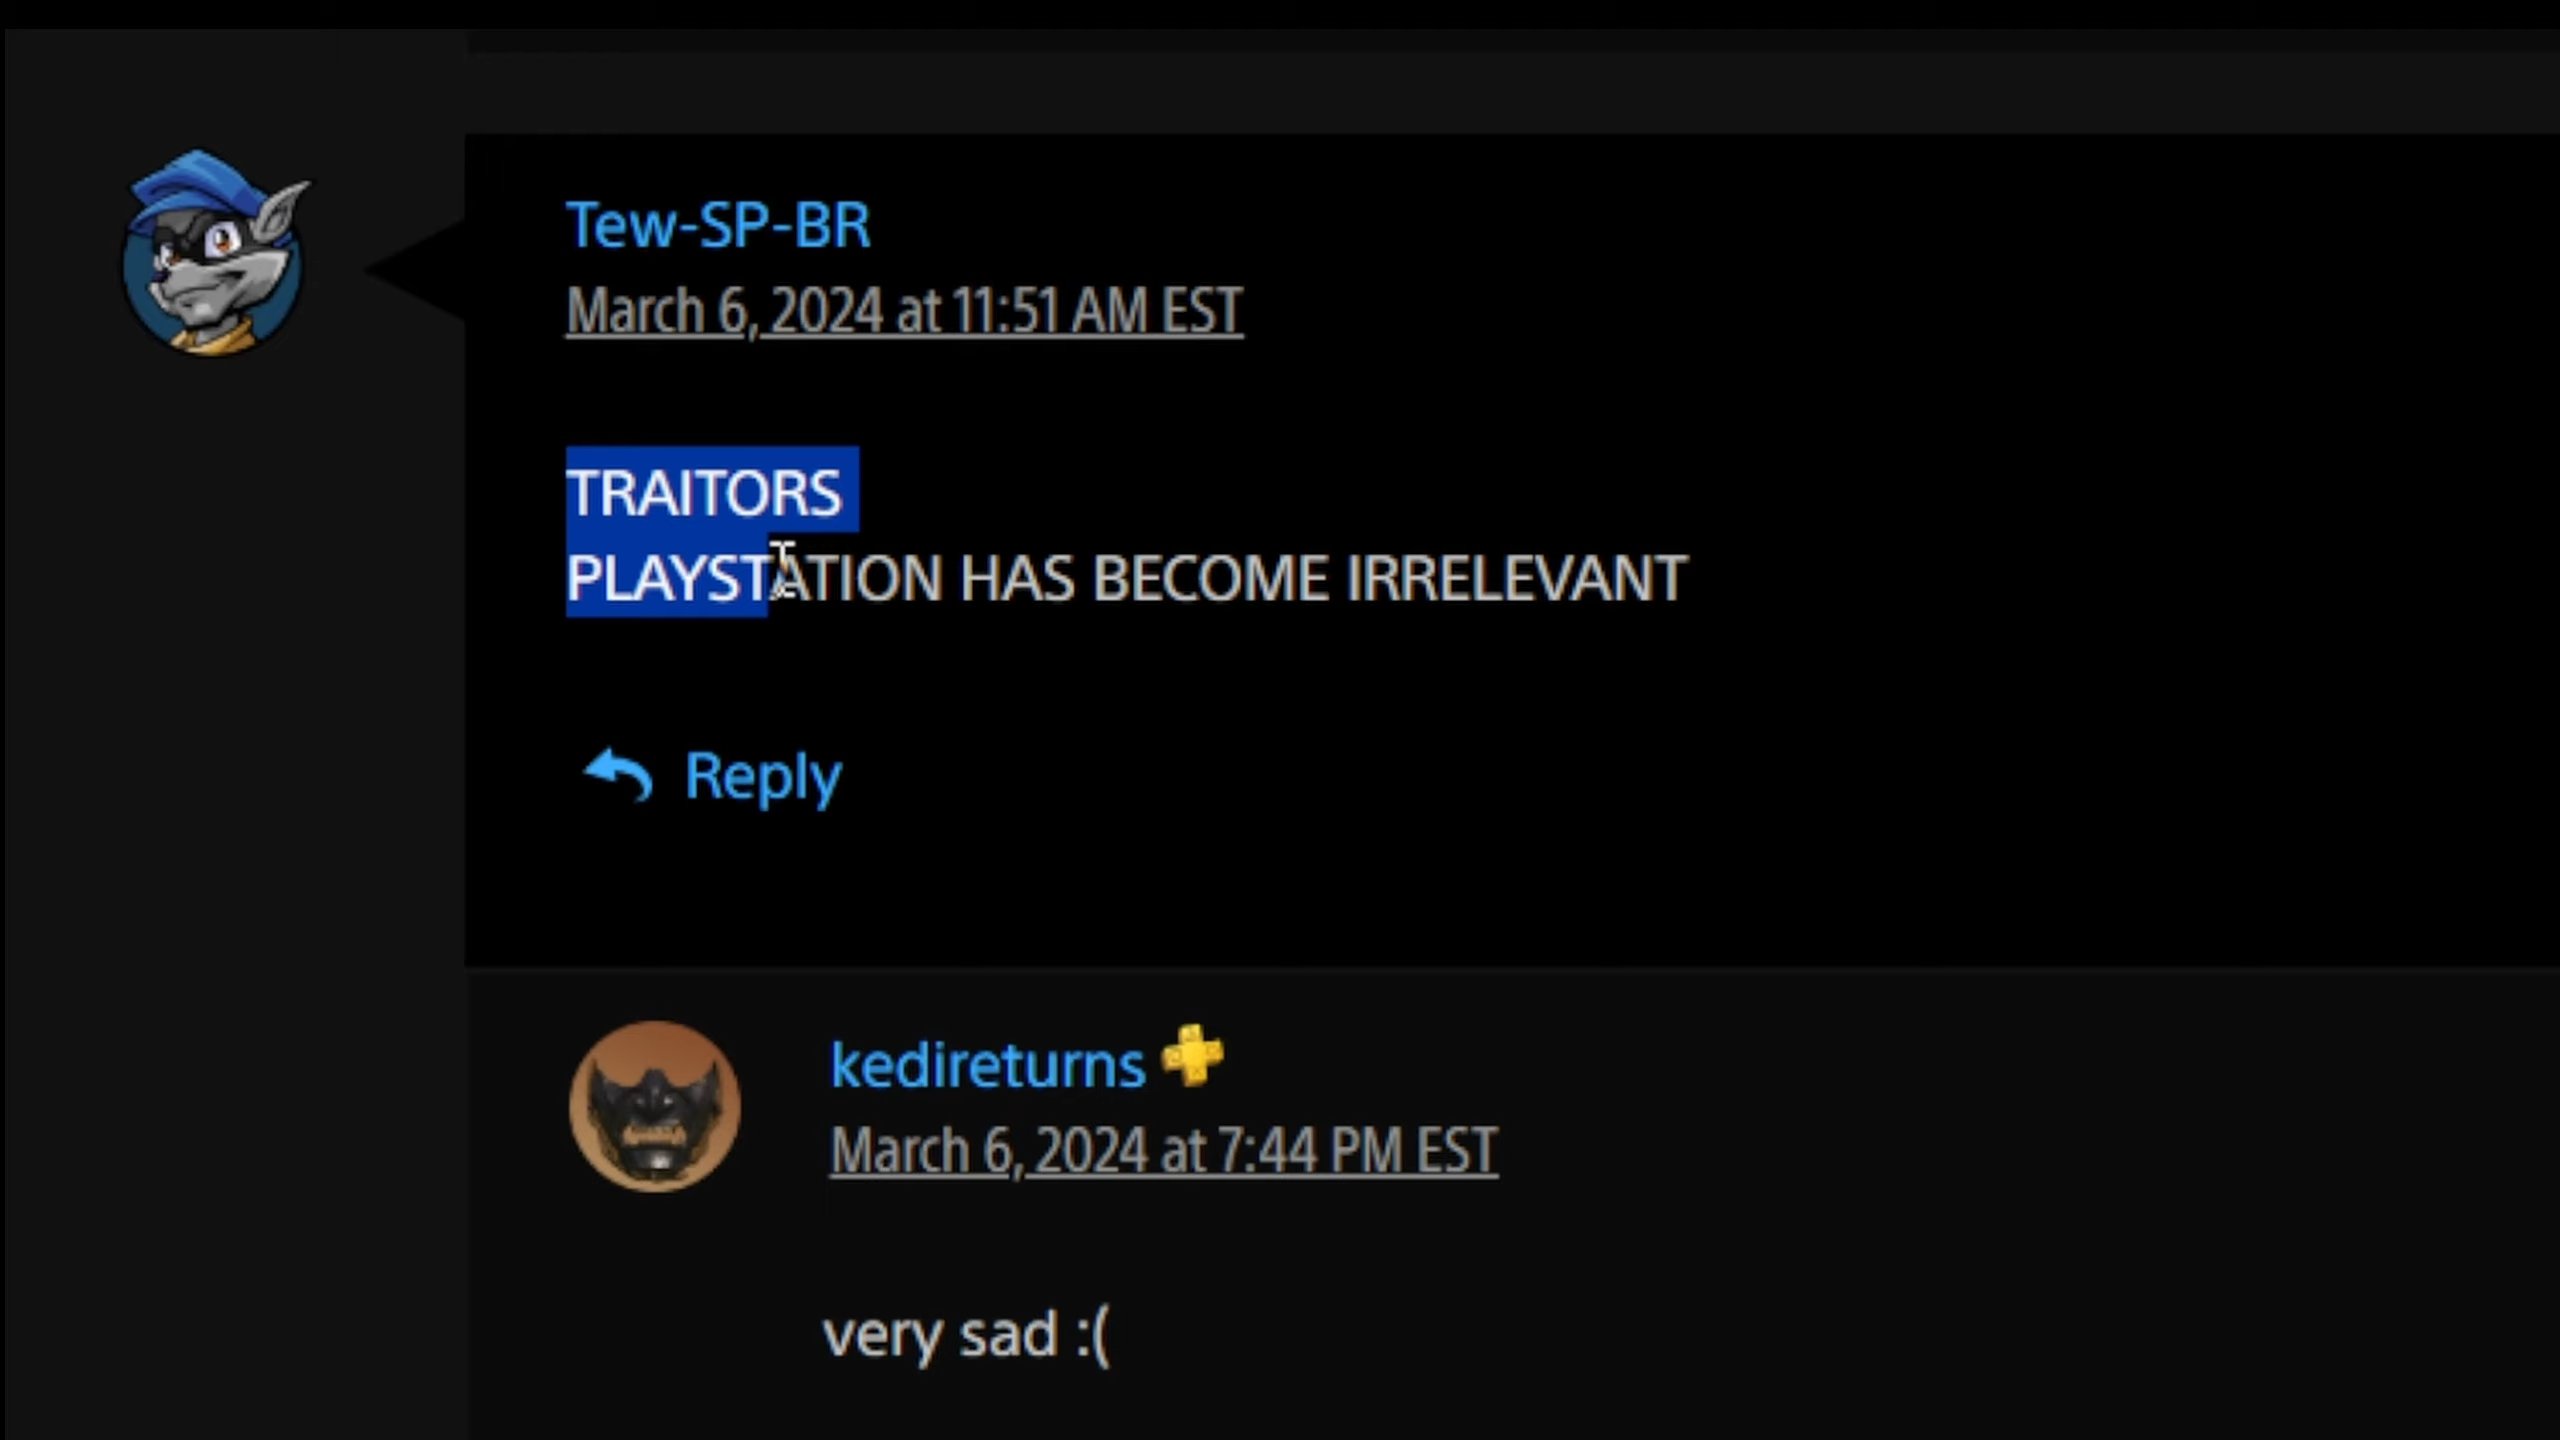 Tew-SP-BR
March 6, 2024 at 11:51 AM EST
TRAITORS
PLAYSTATION HAS BECOME IRRELEVANT
Reply
kedireturns
March 6, 2024 at 7:44 PM EST
very sad :(